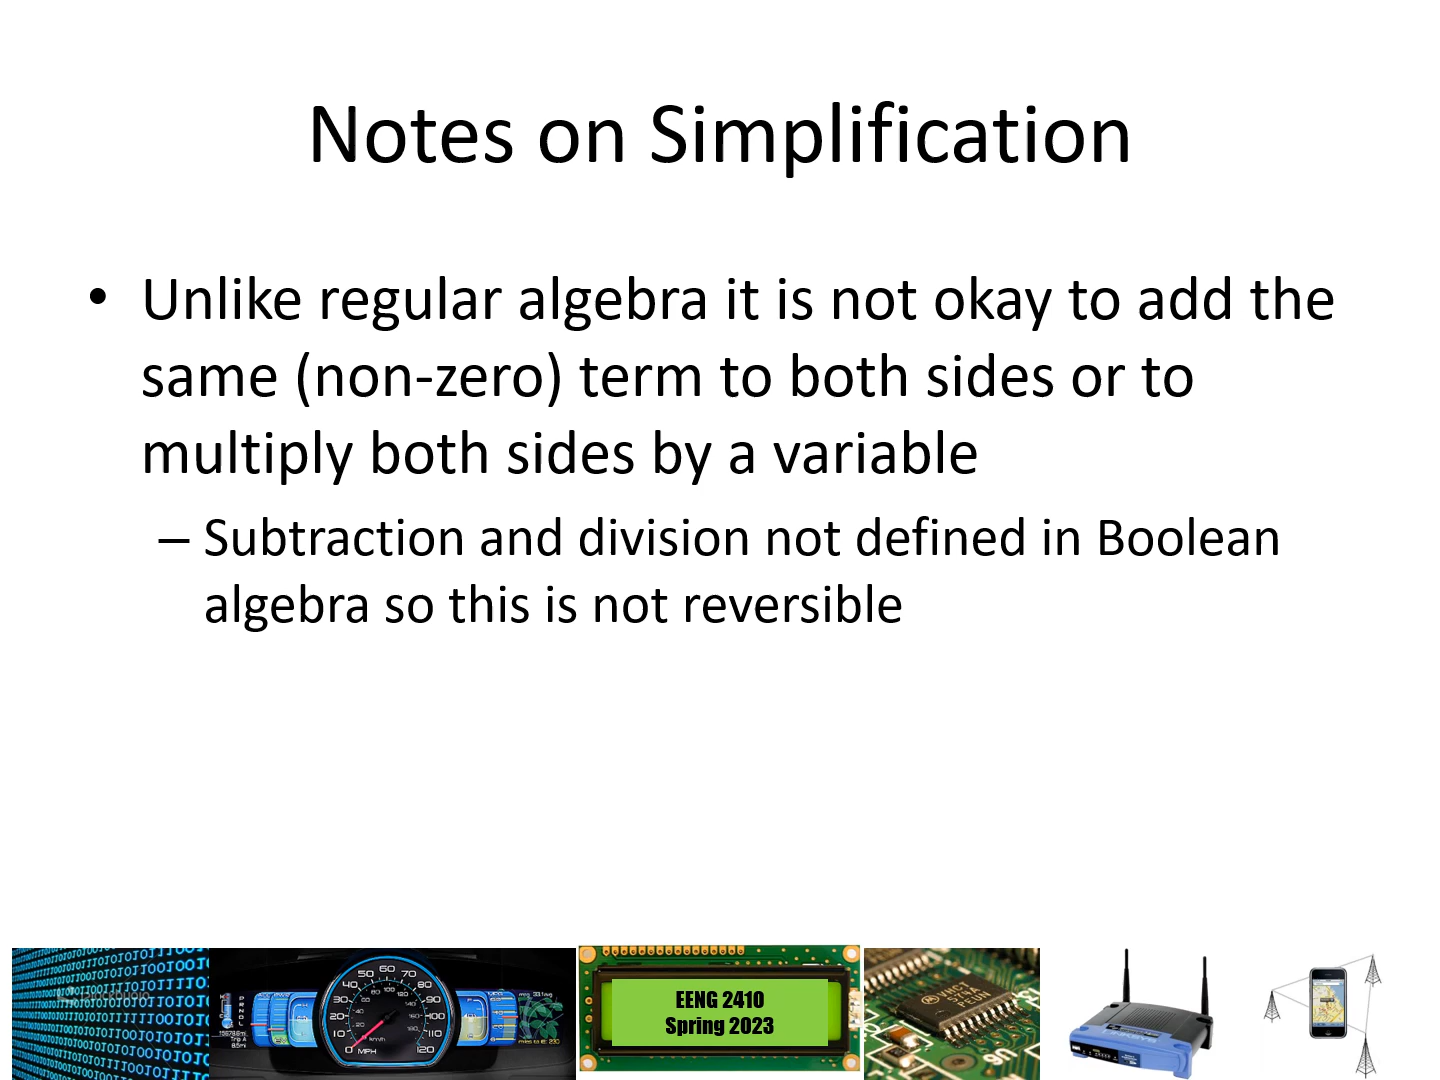 Notes on Simplification
• Unlike regular algebra it is not okay to add the
same (non-zero) term to both sides or to
multiply both sides by a variable
– Subtraction and division not defined in Boolean
algebra so this is not reversible
EENG 2410
Spring 2023